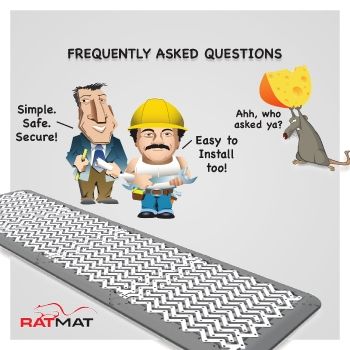 FREQUENTLY ASKED QUESTIONS
Simple.
Safe.
Secure!
Easy to
Install
too!
Ahh, who
asked ya?
RATMAT